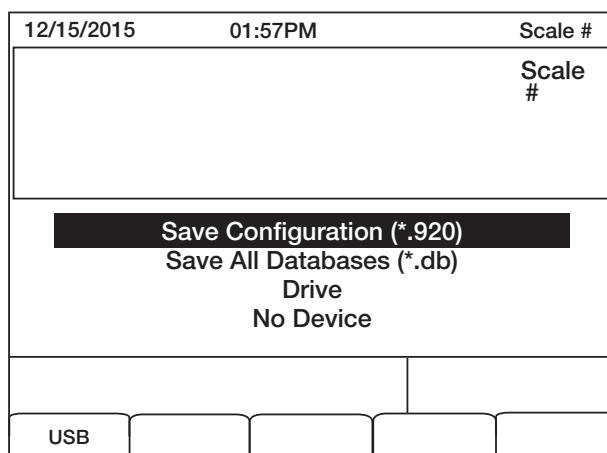 12/15/2015 01:57PM Scale #
Scale
#
Save Configuration (*.920)
Save All Databases (*.db)
Drive
No Device
USB